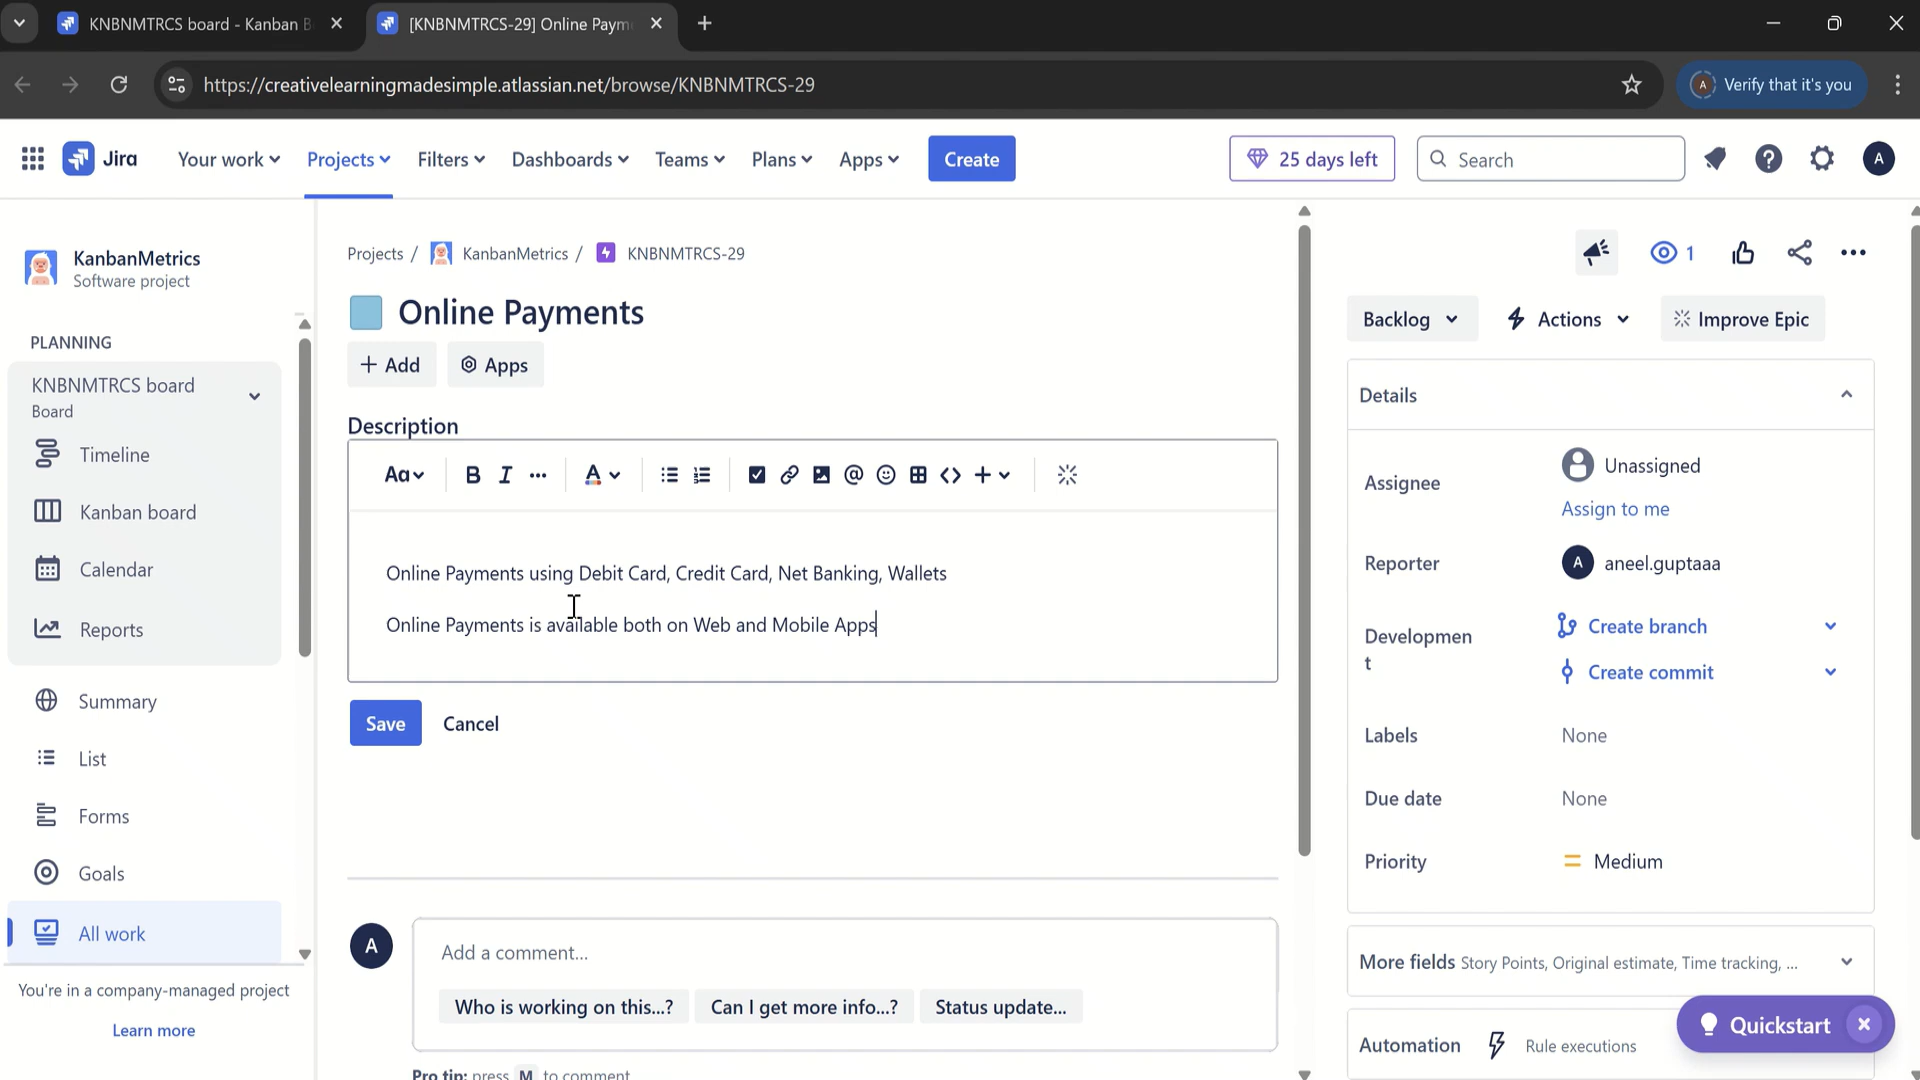 KNBNMTRCS board - Kanban B
[KNBNMTRCS-29] Online Paym
https://creativelearningmadesimple.atlassian.net/browse/KNBNMTRCS-29
A Verify that it's you
Jira
Your work
Projects
Filters
Dashboards
Teams
Plans
Apps
Create
25 days left
Search
A
KanbanMetrics
Software project
PLANNING
KNBNMTRCS board
Board
Timeline
Kanban board
Calendar
Reports
Summary
List
Forms
Goals
All work
You're in a company-managed project
Learn more
Projects / KanbanMetrics / KNBNMTRCS-29
Online Payments
+ Add
Apps
Description
Aa B I A
Online Payments using Debit Card, Credit Card, Net Banking, Wallets
Online Payments is available both on Web and Mobile Apps
Save
Cancel
A
Add a comment...
Who is working on this...?
Can I get more info...?
Status update...
Pro tip: press M to comment
1
Backlog
Actions
Improve Epic
Details
Assignee
Unassigned
Assign to me
Reporter
A aneel.guptaaa
Developmen
t
Create branch
Create commit
Labels
None
Due date
None
Priority
Medium
More fields Story Points, Original estimate, Time tracking, ...
Automation
Rule executions
Quickstart